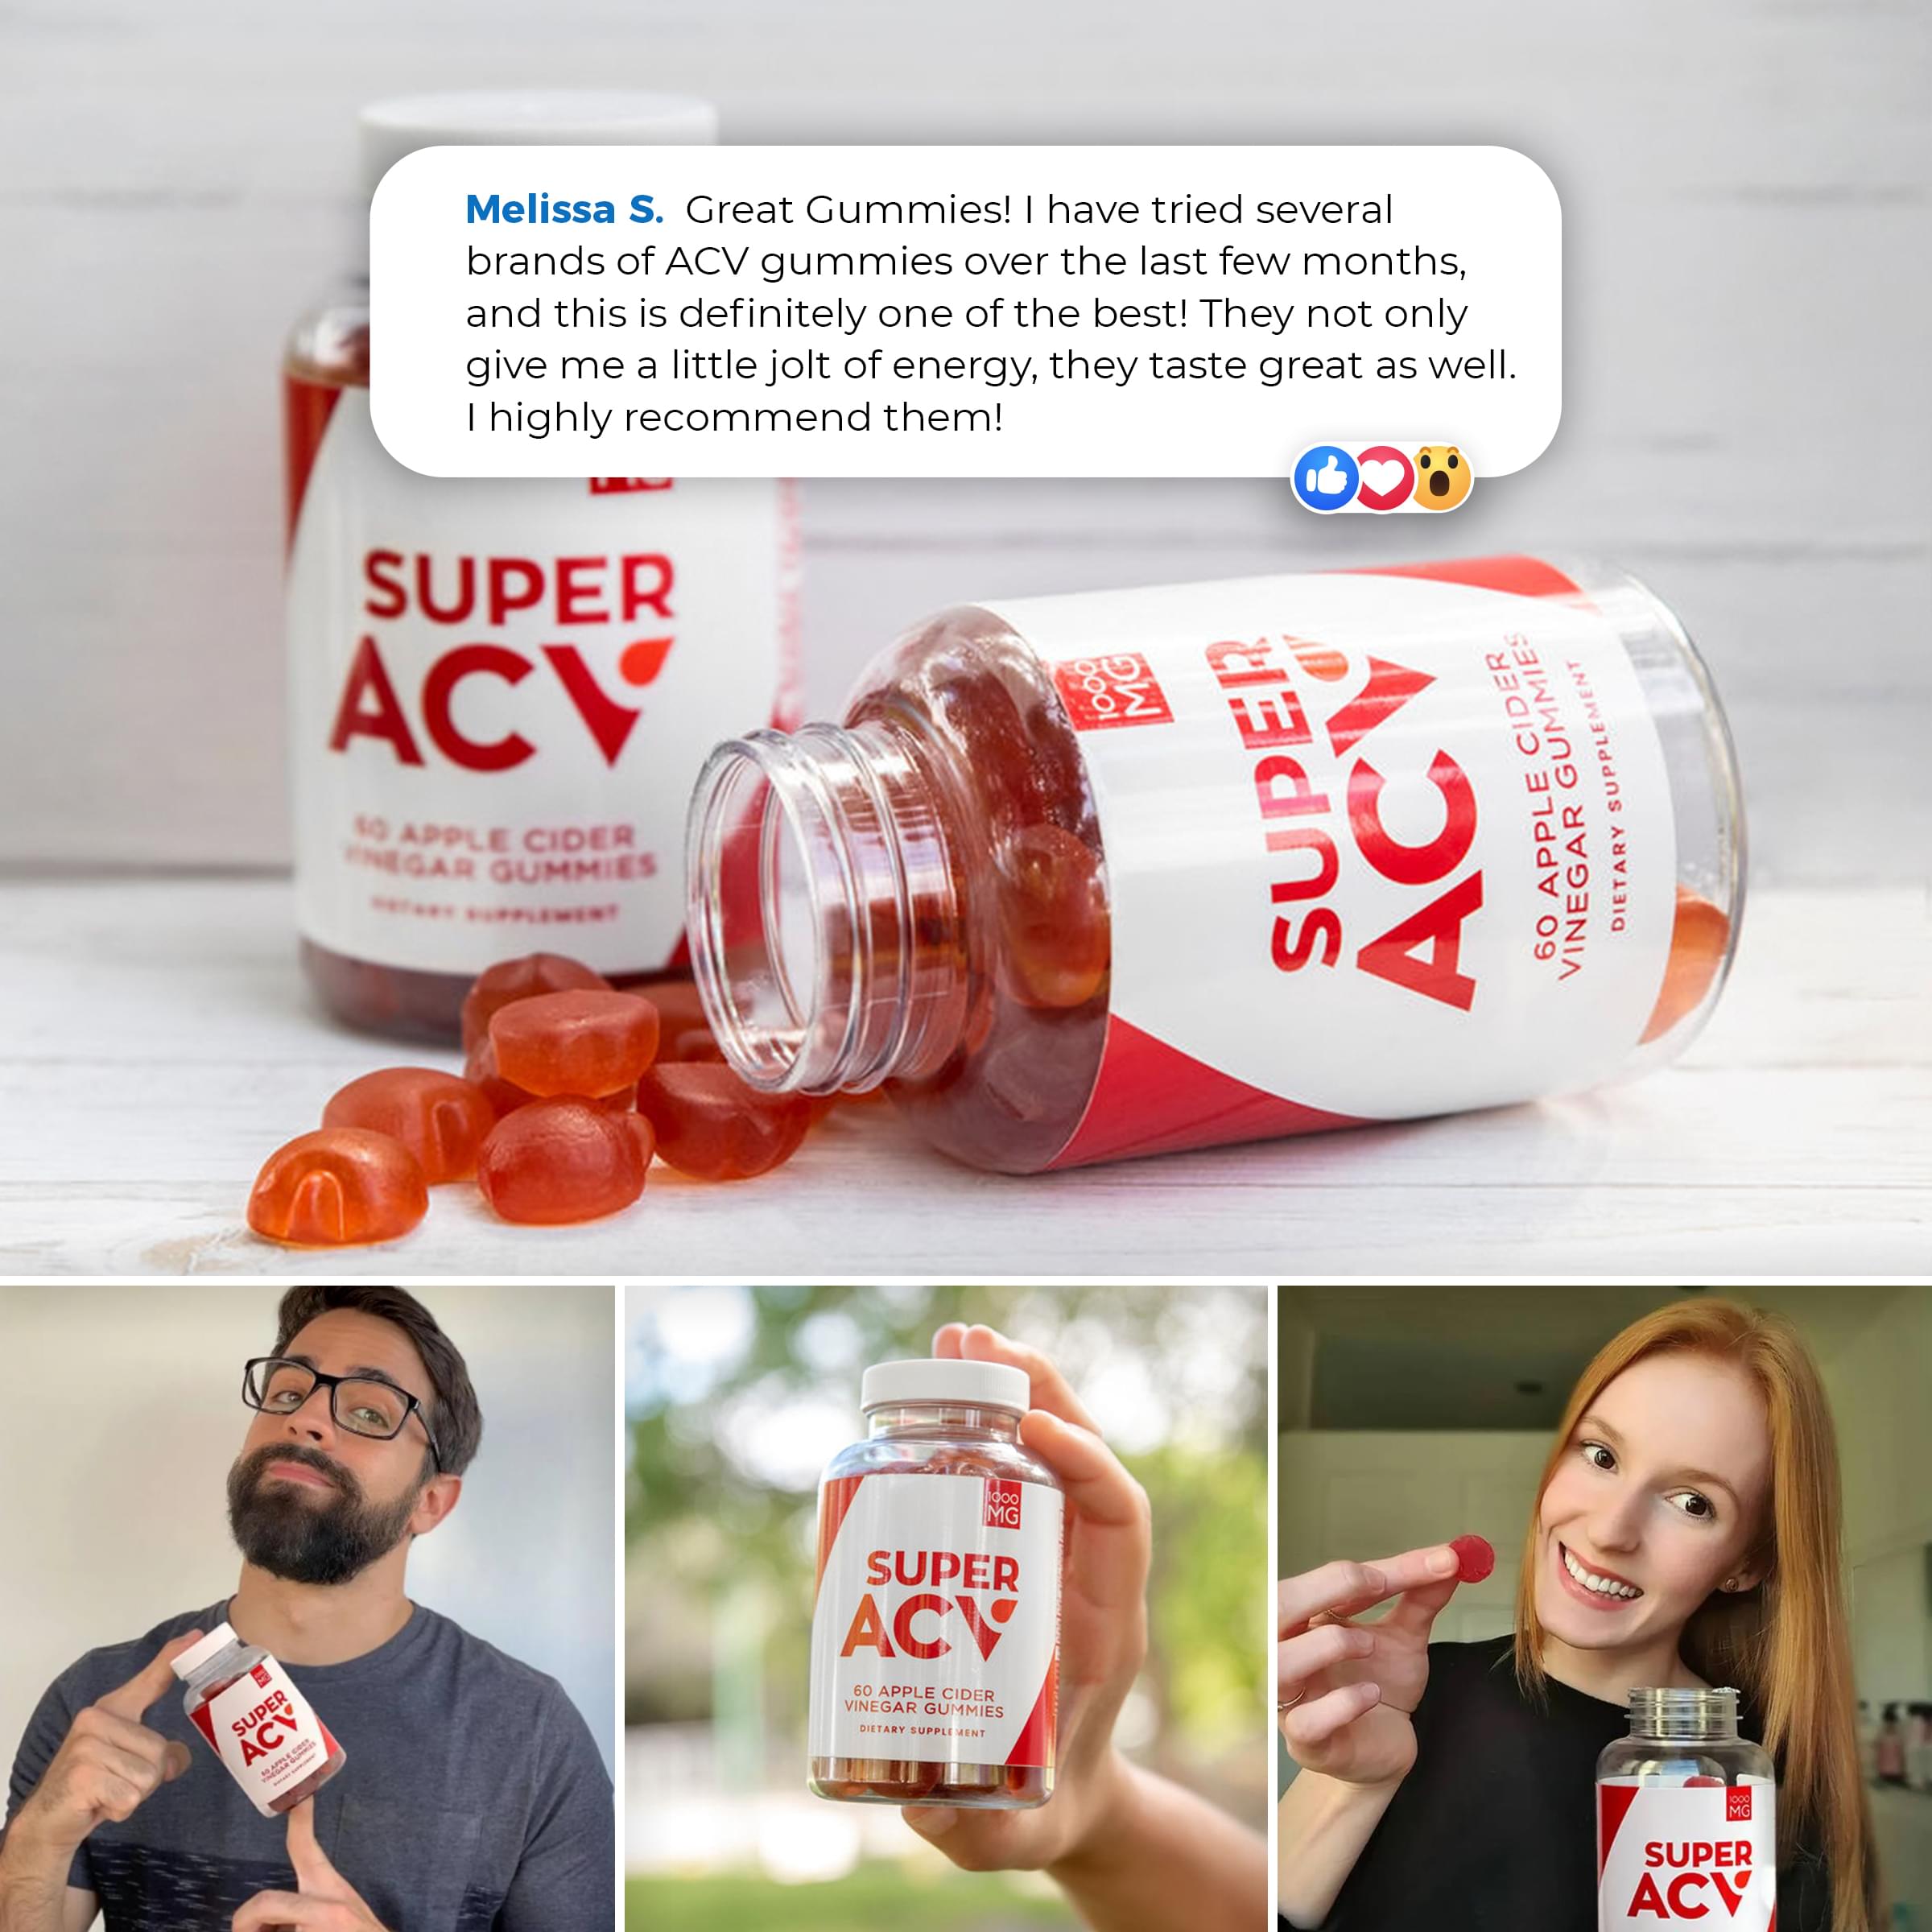 Melissa S.  Great Gummies! I have tried several
brands of ACV gummies over the last few months,
and this is definitely one of the best! They not only
give me a little jolt of energy, they taste great as well.
I highly recommend them!
SUPER
ACV
60 APPLE CIDER
VINEGAR GUMMIES
DIETARY SUPPLEMENT
1000
MG
SUPER
ACV
60 APPLE CIDER
VINEGAR GUMMIES
DIETARY SUPPLEMENT
1000
MG
SUPER
ACV
60 APPLE CIDER
VINEGAR GUMMIES
DIETARY SUPPLEMENT
1000
MG
SUPER
ACV
60 APPLE CIDER
VINEGAR GUMMIES
DIETARY SUPPLEMENT
1000
MG
SUPER
ACV